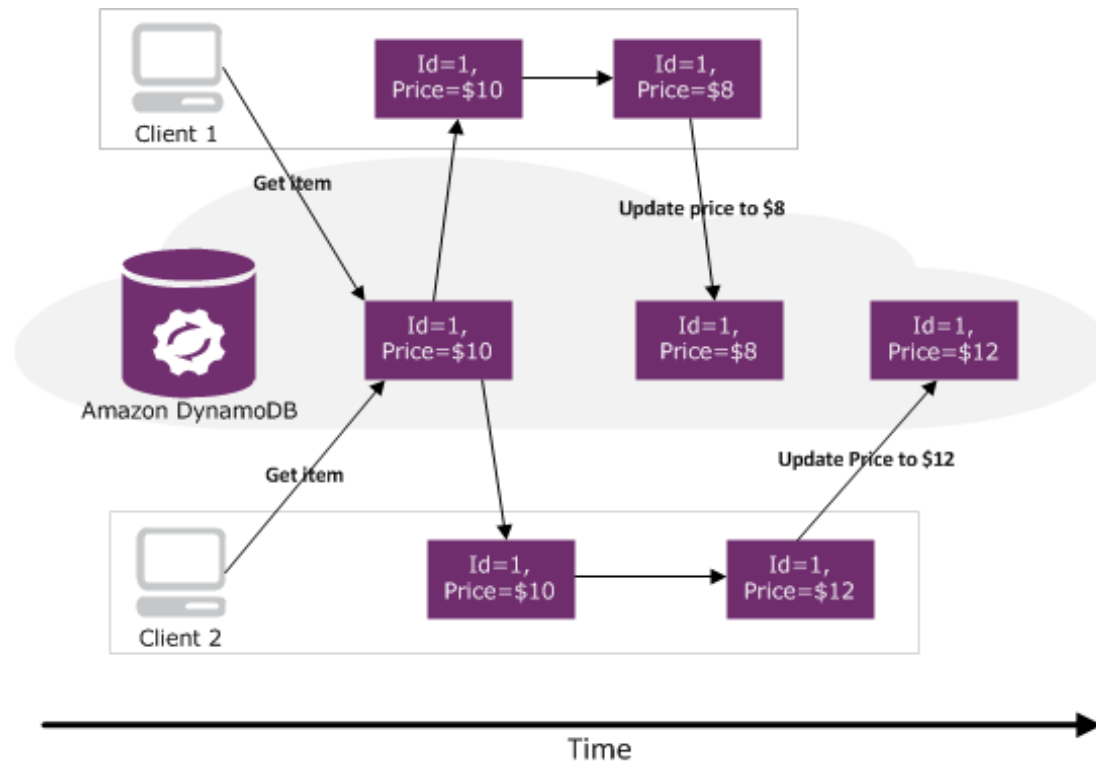 Id=1,
Price=$10
Id=1,
Price=$8
Client 1
Get item
Update price to $8
Id=1,
Price=$10
Id=1,
Price=$8
Id=1,
Price=$12
Amazon DynamoDB
Get item
Update Price to $12
Id=1,
Price=$10
Id=1,
Price=$12
Client 2
Time